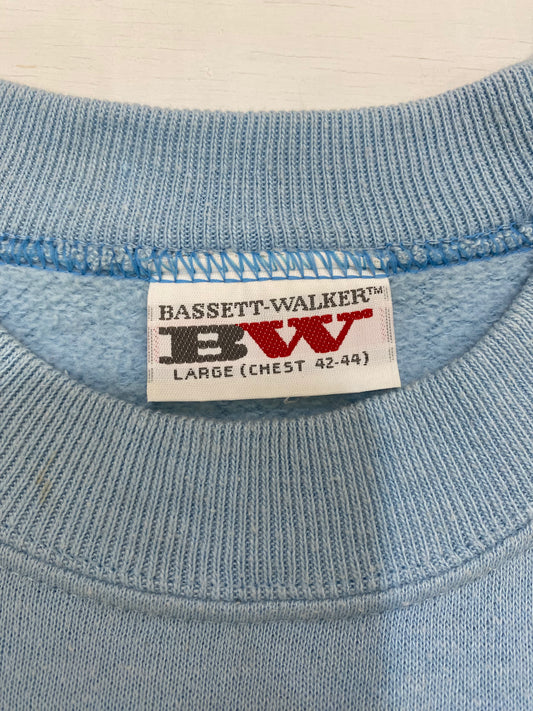 BASSETT-WALKER™
BW
LARGE (CHEST 42-44)